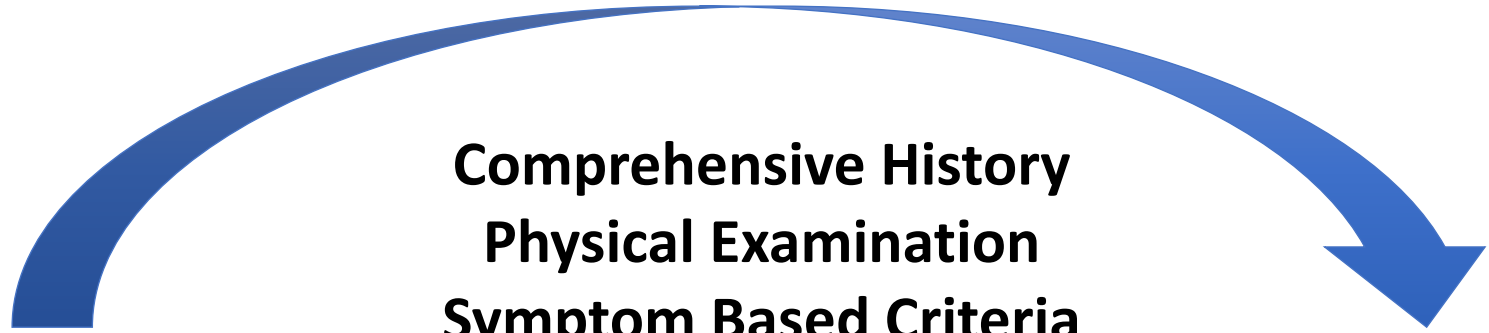 Comprehensive History
Physical Examination
Symptom Based Criteria